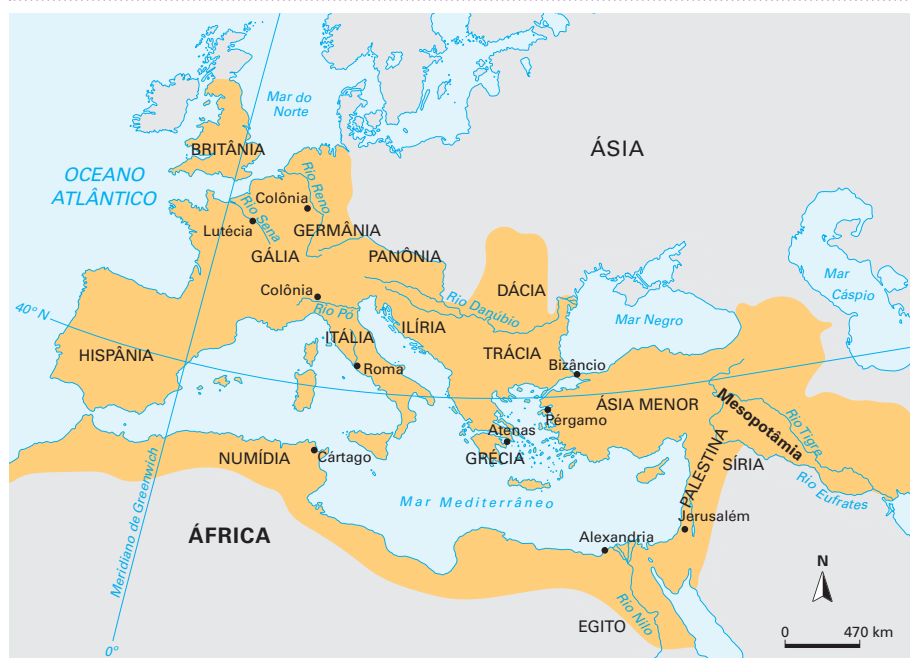 Mar do
Norte
ÁSIA
BRITÂNIA
OCEANO
ATLÂNTICO
Rio Reno
Colônia
Rio Sena
Lutécia
GERMÂNIA
GÁLIA
PANÔNIA
Mar
Cáspio
DÁCIA
Colônia
Rio Danúbio
40° N
Rio Pó
Mar Negro
ITÁLIA
ILÍRIA
HISPÂNIA
TRÁCIA
Roma
Bizâncio
ÁSIA MENOR
Mesopotâmia
Pérgamo
Rio Tigre
Atenas
NUMÍDIA
Cártago
GRÉCIA
PALESTINA
SÍRIA
Rio Eufrates
Mar Mediterrâneo
Jerusalém
Meridiano de Greenwich
ÁFRICA
Alexandria
N
Rio Nilo
EGITO
0 470 km
0°